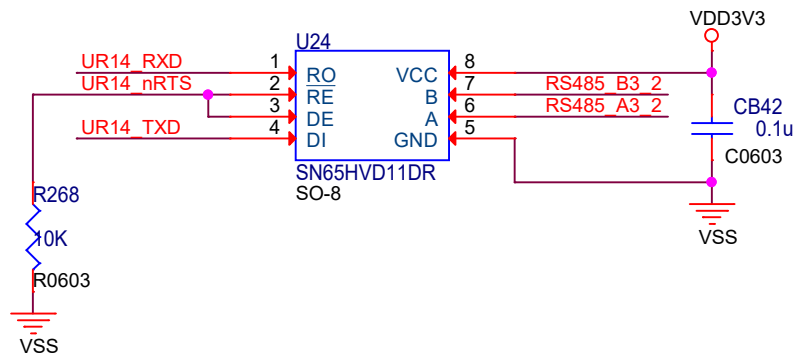 VDD3V3
U24
UR14_RXD 1 RO VCC 8
UR14_nRTS 2 RE B 7 RS485_B3_2
3 DE A 6 RS485_A3_2
UR14_TXD 4 DI GND 5
CB42
0.1u
C0603
SN65HVD11DR
SO-8
R268
10K
R0603
VSS
VSS